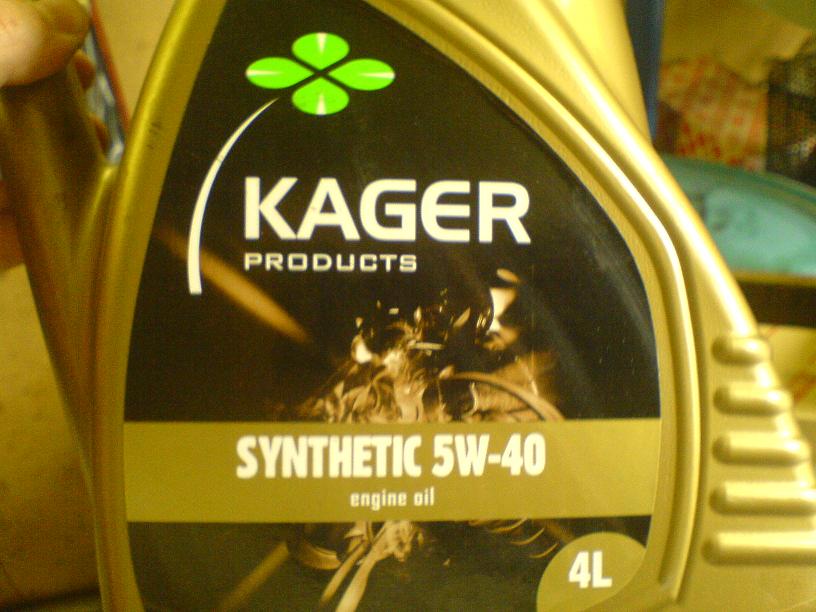 KAGER
PRODUCTS
SYNTHETIC 5W-40
engine oil
4L